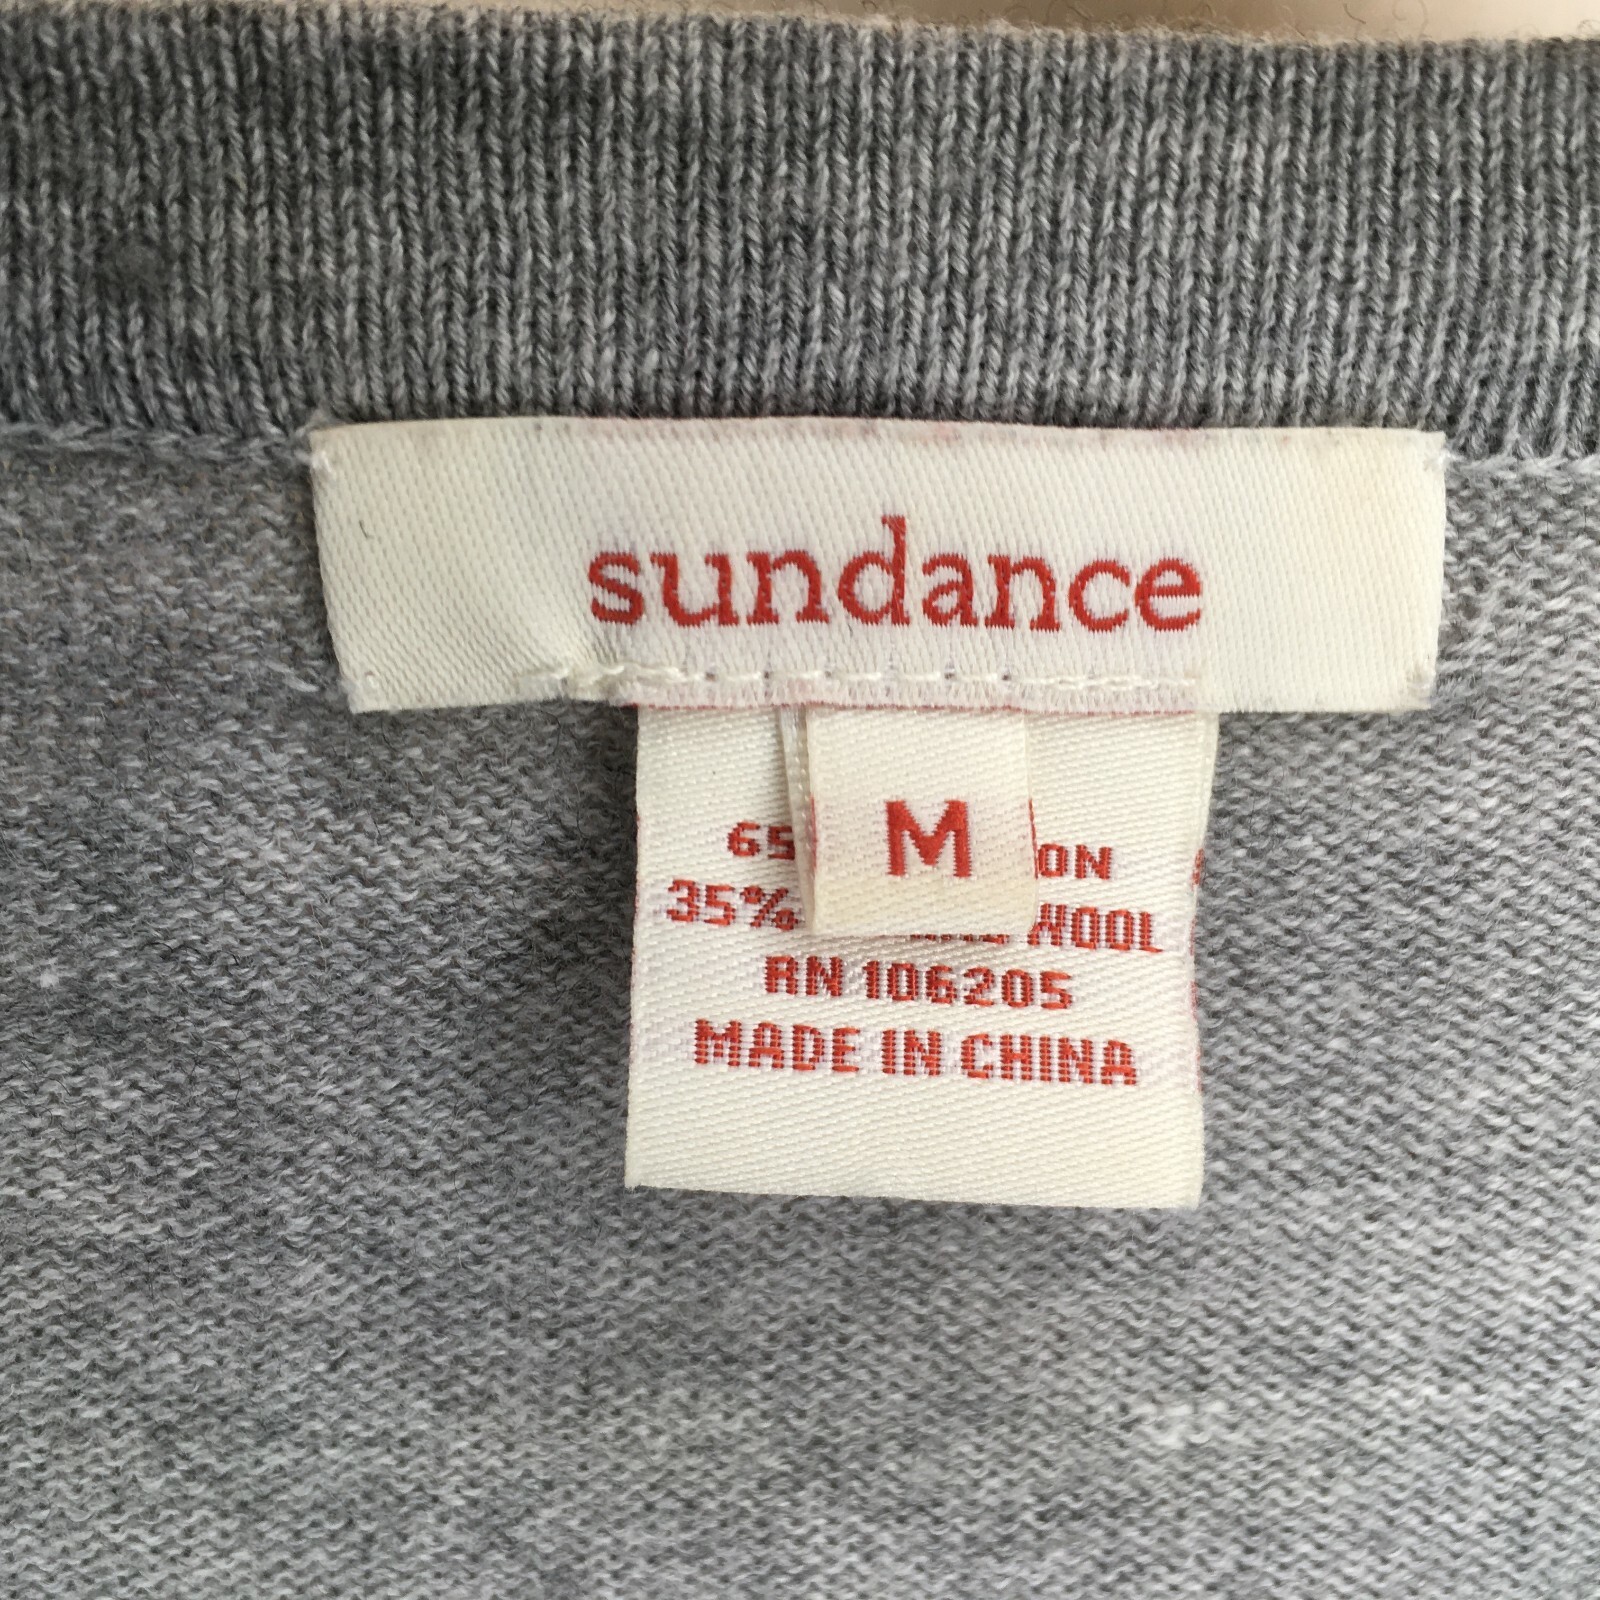 sundance
M
65 ON
35% WOOL
RN 106205
MADE IN CHINA